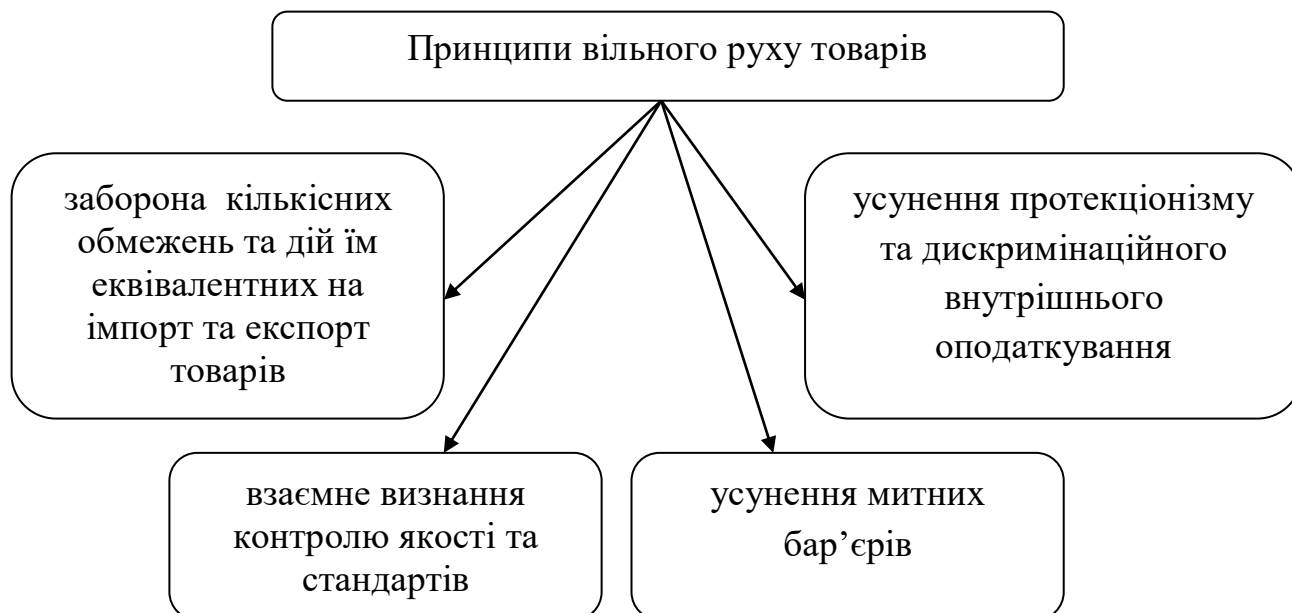 Принципи вільного руху товарів
заборона кількісних
обмежень та дій їм
еквівалентних на
імпорт та експорт
товарів
усунення протекціонізму
та дискримінаційного
внутрішнього
оподаткування
взаємне визнання
контролю якості та
стандартів
усунення митних
бар’єрів